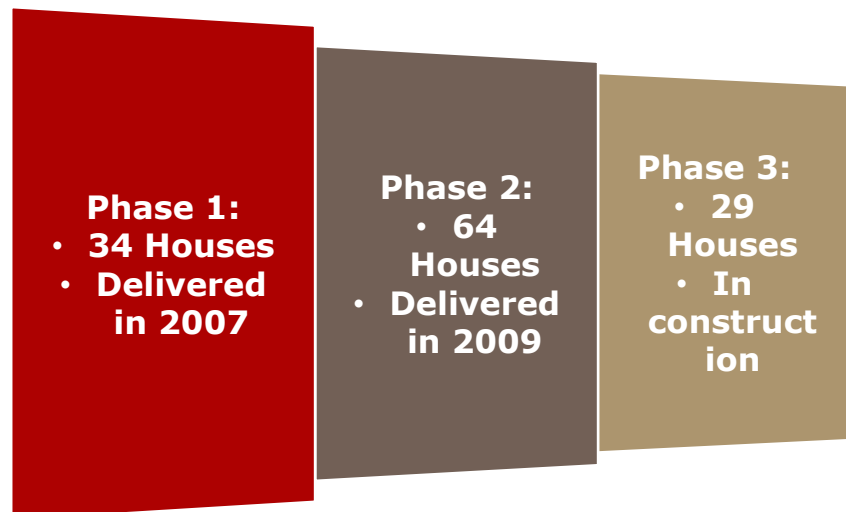 Phase 1:
• 34 Houses
• Delivered
in 2007
Phase 2:
• 64
Houses
• Delivered
in 2009
Phase 3:
• 29
Houses
• In
construct
ion